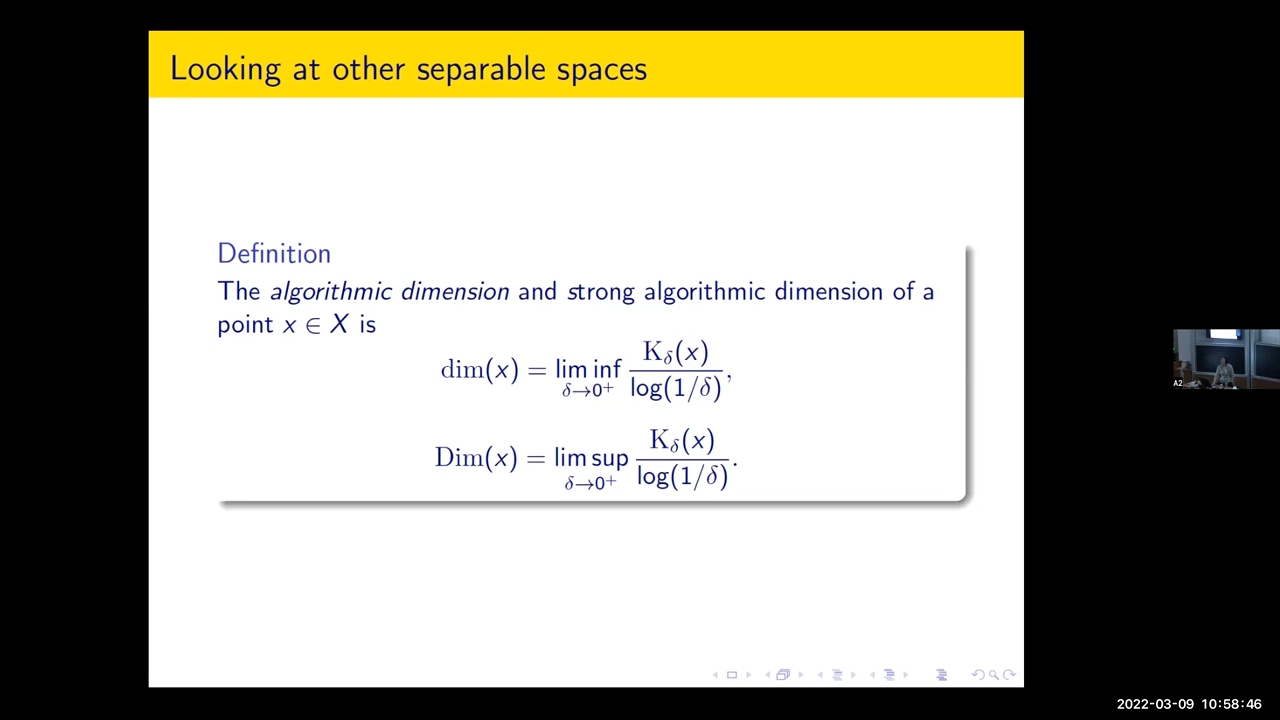 Looking at other separable spaces
Definition
The algorithmic dimension and strong algorithmic dimension of a
point x ∈ X is
dim(x) = lim inf_{δ→0⁺} K_δ(x) / log(1/δ),
Dim(x) = lim sup_{δ→0⁺} K_δ(x) / log(1/δ).
A2
2022-03-09 10:58:46